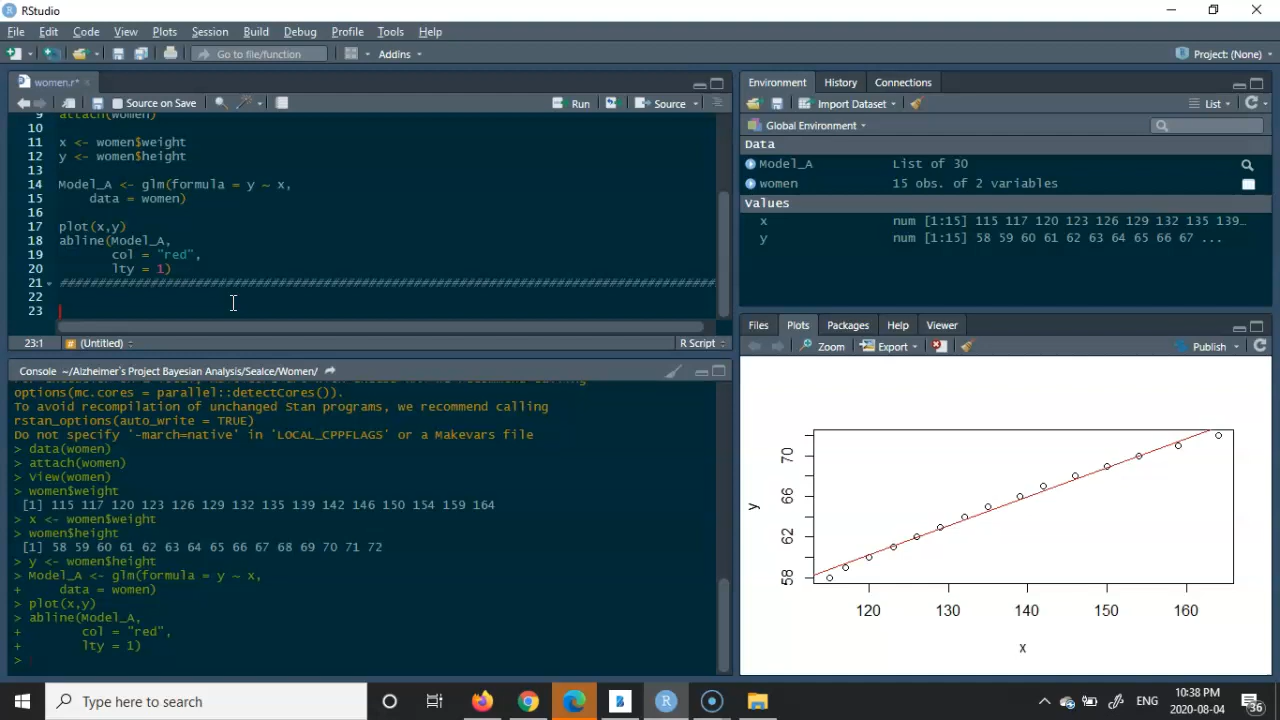 RStudio
File Edit Code View Plots Session Build Debug Profile Tools Help
Go to file/function
Addins
Project: (None)
women.r*
Source on Save
Run
Source
9 attach(women)
10
11 x <- women$weight
12 y <- women$height
13
14 Model_A <- glm(formula = y ~ x,
15 data = women)
16
17 plot(x,y)
18 abline(Model_A,
19 col = "red",
20 lty = 1)
21
22
23
23:1
(Untitled)
R Script
Console ~/Alzheimer's Project Bayesian Analysis/Sealce/Women/
options(mc.cores = parallel::detectCores()).
To avoid recompilation of unchanged Stan programs, we recommend calling
rstan_options(auto_write = TRUE)
Do not specify '-march=native' in 'LOCAL_CPPFLAGS' or a Makevars file
> data(women)
> attach(women)
> View(women)
> women$weight
[1] 115 117 120 123 126 129 132 135 139 142 146 150 154 159 164
> x <- women$weight
> women$height
[1] 58 59 60 61 62 63 64 65 66 67 68 69 70 71 72
> y <- women$height
> Model_A <- glm(formula = y ~ x,
+ data = women)
> plot(x,y)
> abline(Model_A,
+ col = "red",
+ lty = 1)
>
Environment History Connections
Import Dataset
List
Global Environment
Data
Model_A List of 30
women 15 obs. of 2 variables
Values
x num [1:15] 115 117 120 123 126 129 132 135 139…
y num [1:15] 58 59 60 61 62 63 64 65 66 67 ...
Files Plots Packages Help Viewer
Zoom
Export
Publish
y
70
66
62
58
120 130 140 150 160
x
Type here to search
ENG
10:38 PM
2020-08-04
36